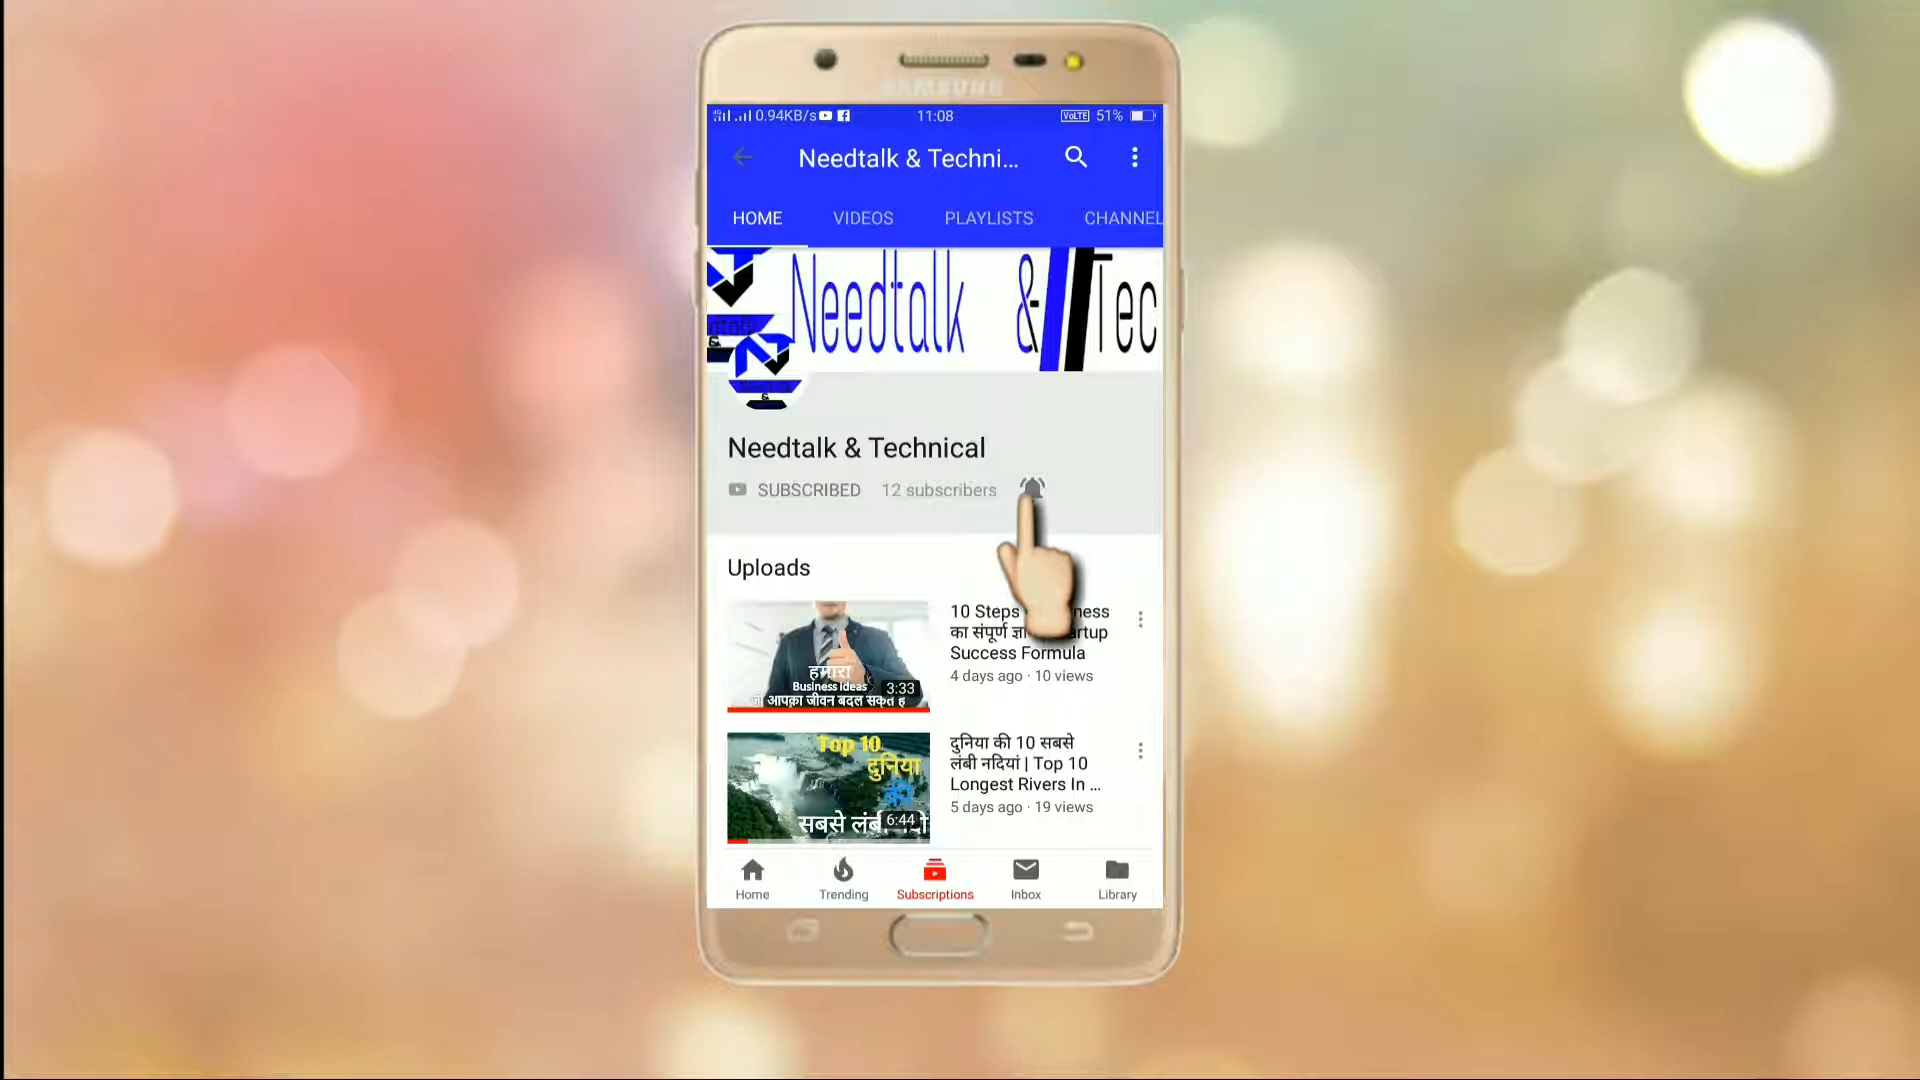 SAMSUNG
0.94KB/s 11:08 VoLTE 51%
Needtalk & Techni...
HOME VIDEOS PLAYLISTS CHANNEL
Needtalk & Tec
&
&
Needtalk & Technical
SUBSCRIBED 12 subscribers
Uploads
10 Steps
का संपूर्ण
Success Formula
4 days ago · 10 views
हमारा
Business ideas
आपका जीवन बदल सकते है
3:33
दुनिया की 10 सबसे
लंबी नदियां | Top 10
Longest Rivers In ...
5 days ago · 19 views
Top 10
दुनिया
की
सबसे
6:44
Home Trending Subscriptions Inbox Library